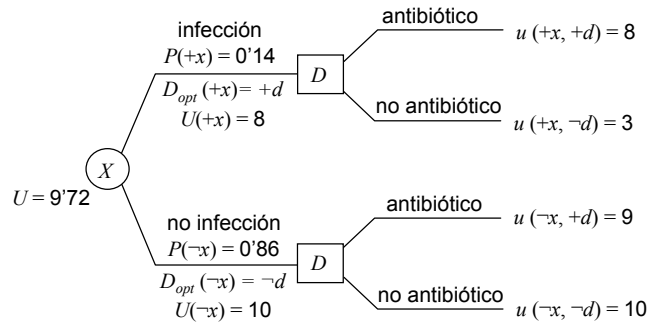 infección
P(+x) = 0'14
D_opt (+x)= +d
U(+x) = 8
D
antibiótico
u (+x, +d) = 8
no antibiótico
u (+x, ¬d) = 3
X
U = 9'72
no infección
P(¬x) = 0'86
D_opt (¬x) = ¬d
U(¬x) = 10
D
antibiótico
u (¬x, +d) = 9
no antibiótico
u (¬x, ¬d) = 10